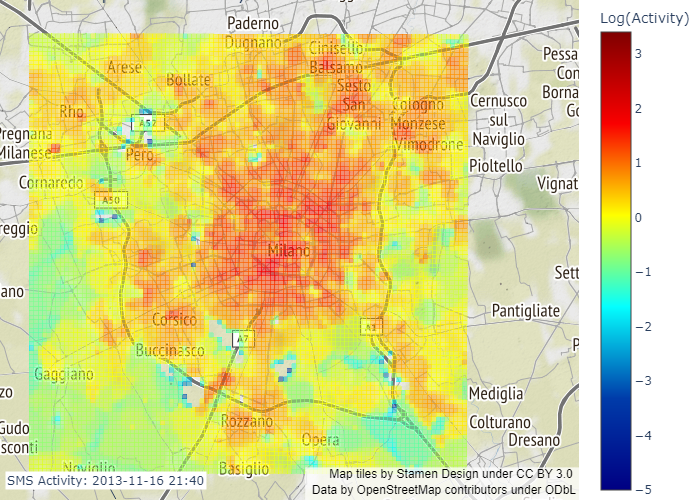 Paderno
Dugnano
Cinisello
Balsamo
Log(Activity)
Arese
Bollate
Sesto
San
Giovanni
Pessa
Con
Borna
Go
Rho
A52
Cologno
Monzese
Cernusco
sul
Naviglio
Pregnana
Milanese
Pero
Vimodrone
Pioltello
Cornaredo
Vignat
A50
reggio
Milano
Sett
ano
Pantigliate
Corsico
A7
Buccinasco
Gaggiano
zo
Mediglia
Gudo
sconti
Rozzano
Opera
Colturano
Dresano
Noviglio
Basiglio
SMS Activity: 2013-11-16 21:40
Map tiles by Stamen Design under CC BY 3.0
Data by OpenStreetMap contributors under ODbL
3
2
1
0
−1
−2
−3
−4
−5